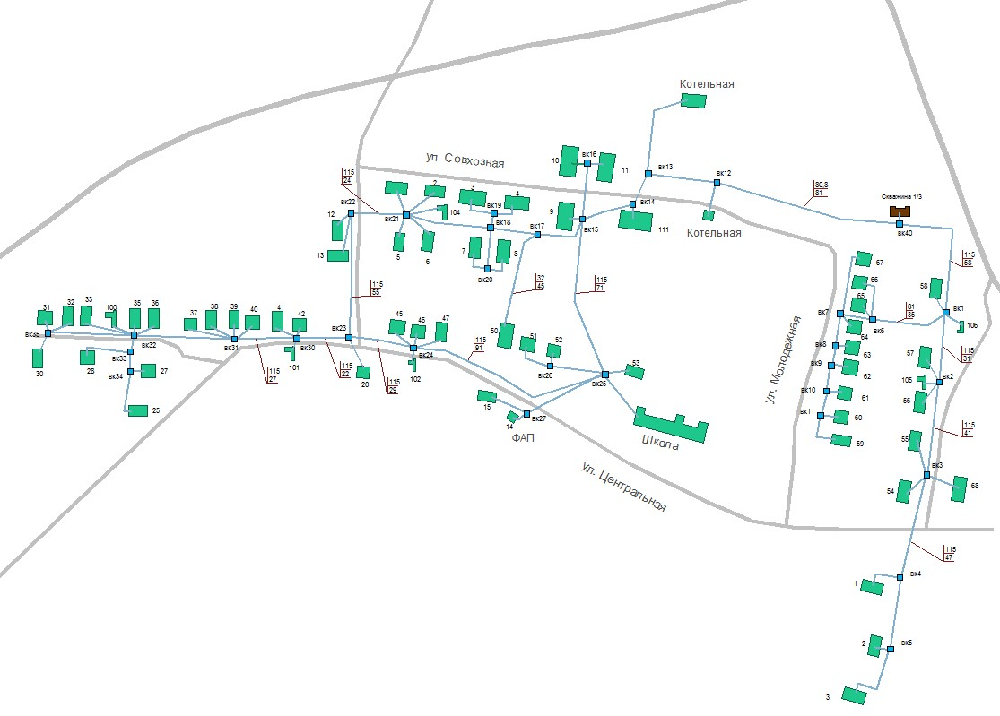 Котельная
ул. Совхозная
10
вк16
11
вк13
вк12
115
24
80.8
81
Скважина 1/3
1
2
3
4
вк22
вк21
104
вк19
вк18
9
вк14
вк17
вк15
111
Котельная
вк40
12
13
5
6
7
8
вк20
67
115
58
66
58
115
55
32
45
115
71
65
81
35
вк1
вк7
вк6
106
31
32
33
100
35
36
37
38
39
40
41
42
45
46
47
50
51
52
64
вк35
вк32
вк31
вк30
вк23
вк24
вк8
63
57
115
31
вк33
вк9
62
30
28
вк34
27
115
27
101
115
22
20
115
29
102
115
91
вк26
53
вк25
105
вк2
вк10
61
56
25
15
14
вк27
ФАП
вк11
60
Школа
59
55
115
41
ул. Молодежная
ул. Центральная
вк3
54
68
115
47
1
вк4
2
вк5
3